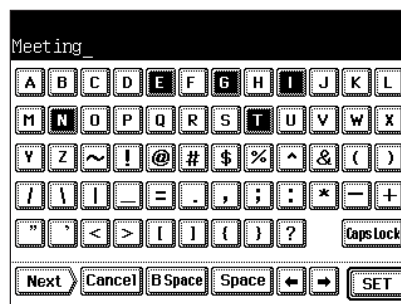 Meeting_
A B C D E F G H I J K L
M N O P Q R S T U V W X
Y Z ~ ! @ # $ % ^ & ( )
/ \ | _ = . , ; : * — +
" ' < > [ ] { } ? Caps Lock
Next Cancel B Space Space ← → SET